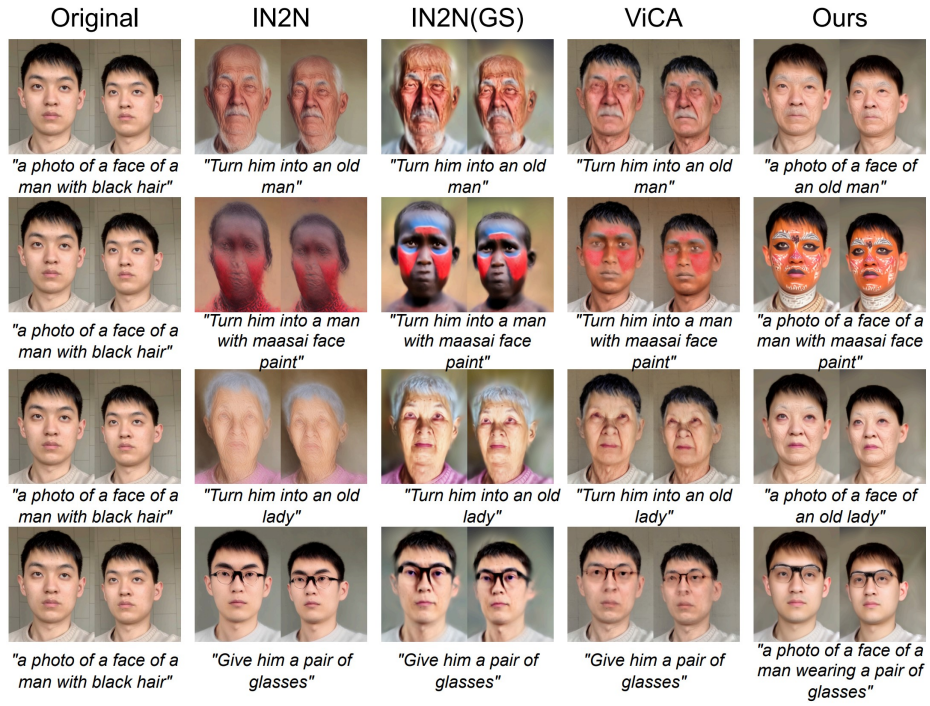 Original IN2N IN2N(GS) ViCA Ours
"a photo of a face of a
man with black hair"
"Turn him into an old
man"
"Turn him into an old
man"
"Turn him into an old
man"
"a photo of a face of
an old man"
"a photo of a face of a
man with black hair"
"Turn him into a man
with maasai face
paint"
"Turn him into a man
with maasai face
paint"
"Turn him into a man
with maasai face
paint"
"a photo of a face of a
man with maasai face
paint"
"a photo of a face of a
man with black hair"
"Turn him into an old
lady"
"Turn him into an old
lady"
"Turn him into an old
lady"
"a photo of a face of
an old lady"
"a photo of a face of a
man with black hair"
"Give him a pair of
glasses"
"Give him a pair of
glasses"
"Give him a pair of
glasses"
"a photo of a face of a
man wearing a pair of
glasses"